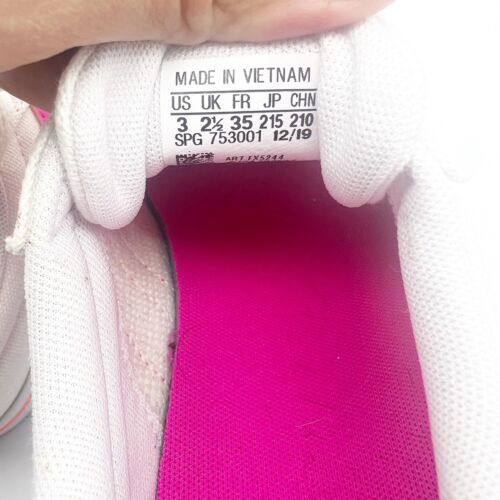 MADE IN VIETNAM
US UK FR JP CHN
3 2½ 35 215 210
SPG 753001 12/19
ART FX5244